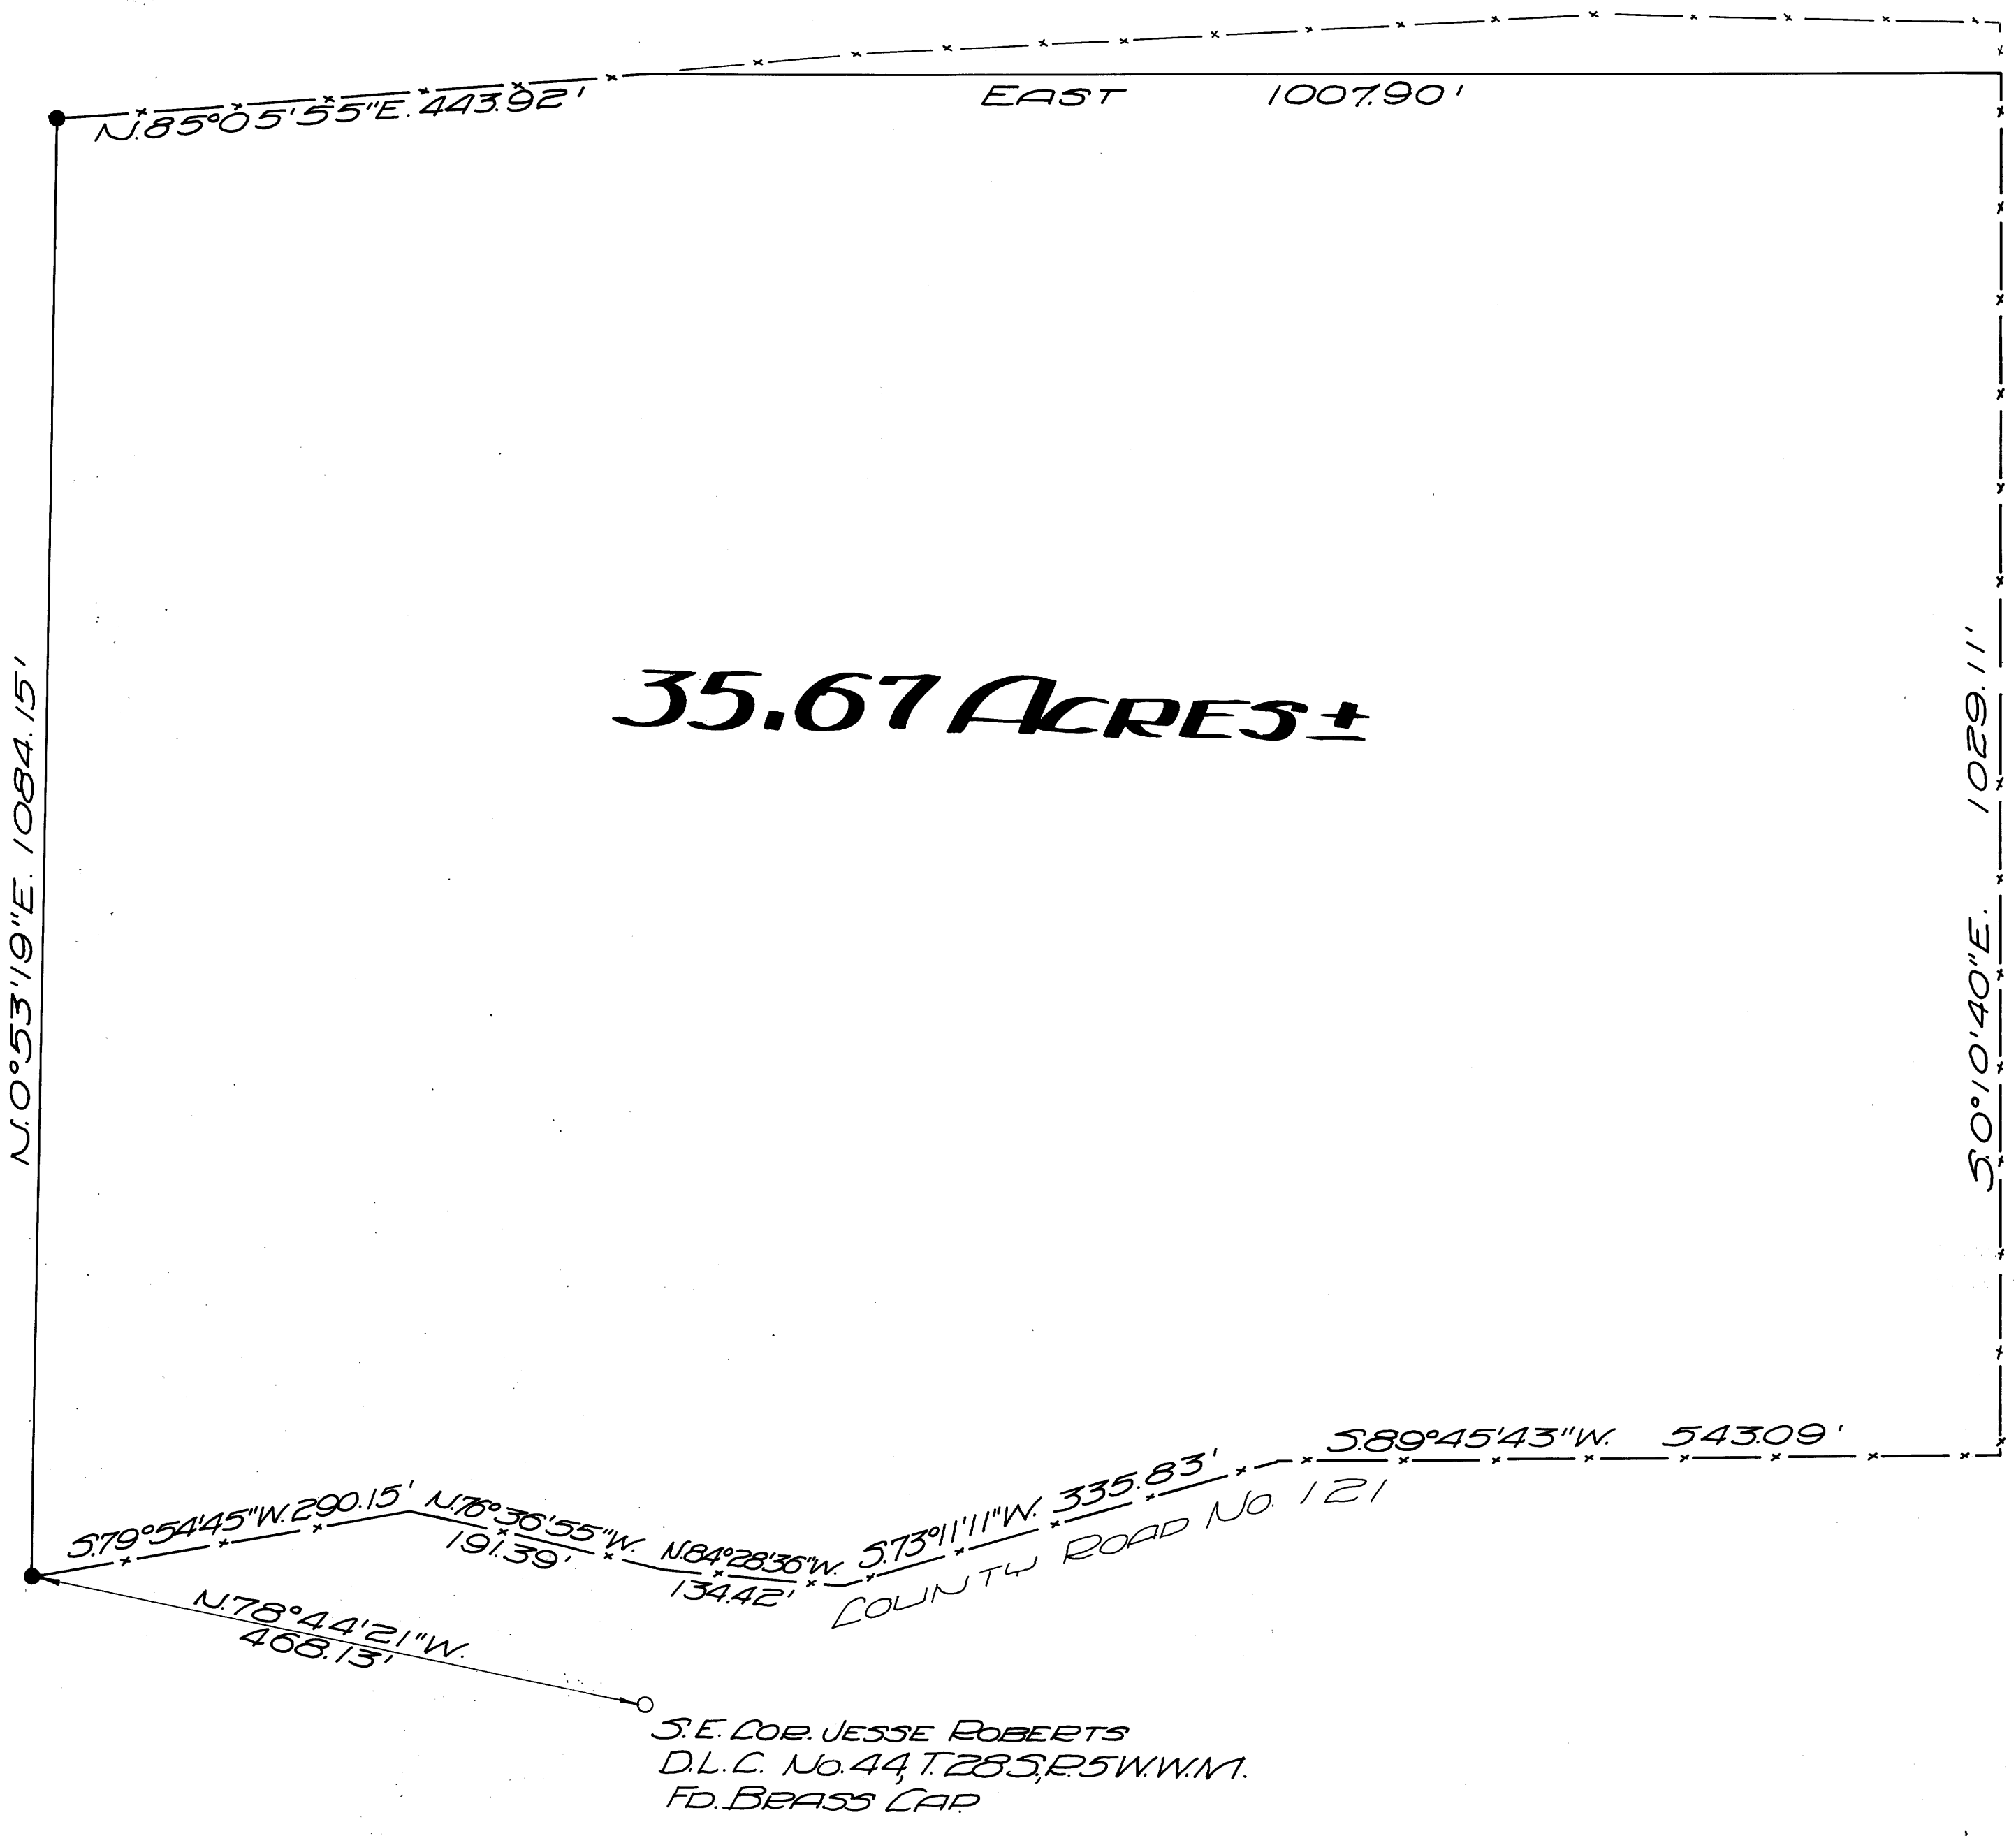 N.85°05'55"E. 443.92'
EAST 1007.90'
N.0°53'19"E. 1084.15'
35.67 ACRES ±
S.0°10'40"E. 1029.11'
S.89°45'43"W. 543.09'
S.79°54'45"W. 290.15'
N.76°36'55"W.
191.39'
N.84°28'36"W.
134.42'
S.73°11'11"W. 335.83'
COUNTY ROAD NO. 121
N.78°44'21"W.
468.13'
S.E. COR. JESSE ROBERTS
D.L.C. NO. 44, T.28S., R.5W.W.M.
FD. BRASS CAP.